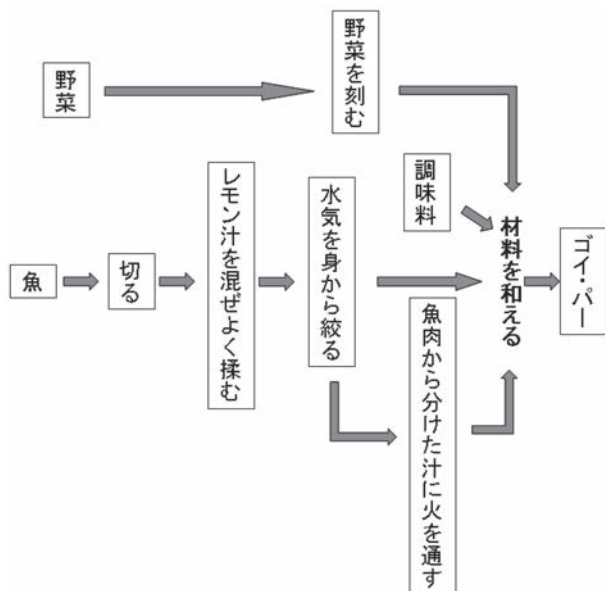 野菜
野菜を刻む
調味料
魚
切る
レモン汁を混ぜよく揉む
水気を身から絞る
魚肉から分けた汁に火を通す
材料を和える
ゴイ・パー